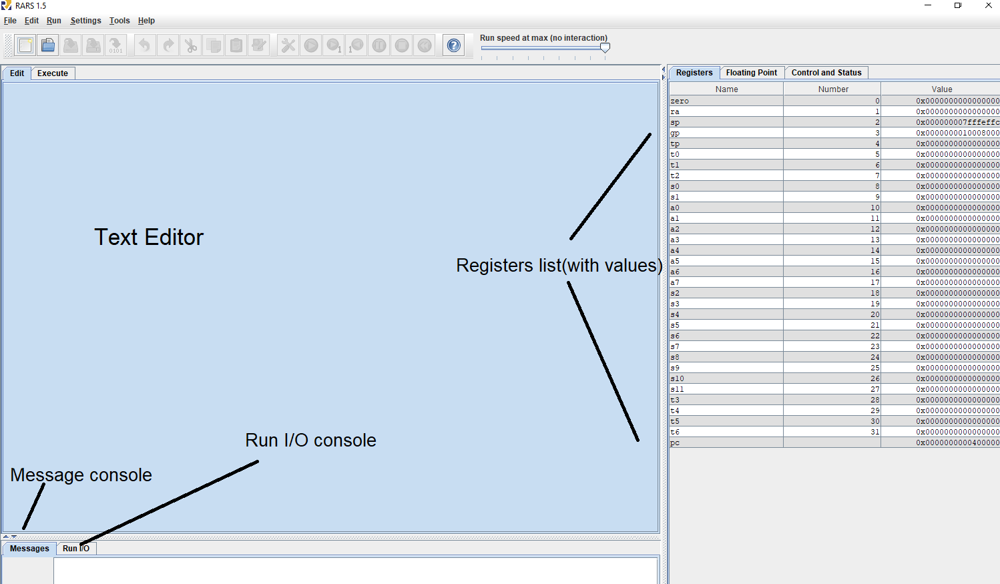 RARS 1.5
File Edit Run Settings Tools Help
Run speed at max (no interaction)
0101
1
1
?
Edit Execute
Registers Floating Point Control and Status
Name Number Value
zero 0 0x0000000000000000
ra 1 0x0000000000000000
sp 2 0x000000007fffeffc
gp 3 0x0000000010008000
tp 4 0x0000000000000000
t0 5 0x0000000000000000
t1 6 0x0000000000000000
t2 7 0x0000000000000000
s0 8 0x0000000000000000
s1 9 0x0000000000000000
a0 10 0x0000000000000000
a1 11 0x0000000000000000
a2 12 0x0000000000000000
a3 13 0x0000000000000000
a4 14 0x0000000000000000
a5 15 0x0000000000000000
a6 16 0x0000000000000000
a7 17 0x0000000000000000
s2 18 0x0000000000000000
s3 19 0x0000000000000000
s4 20 0x0000000000000000
s5 21 0x0000000000000000
s6 22 0x0000000000000000
s7 23 0x0000000000000000
s8 24 0x0000000000000000
s9 25 0x0000000000000000
s10 26 0x0000000000000000
s11 27 0x0000000000000000
t3 28 0x0000000000000000
t4 29 0x0000000000000000
t5 30 0x0000000000000000
t6 31 0x0000000000000000
pc 0x0000000000400000
Text Editor
Registers list(with values)
Run I/O console
Message console
Messages Run I/O